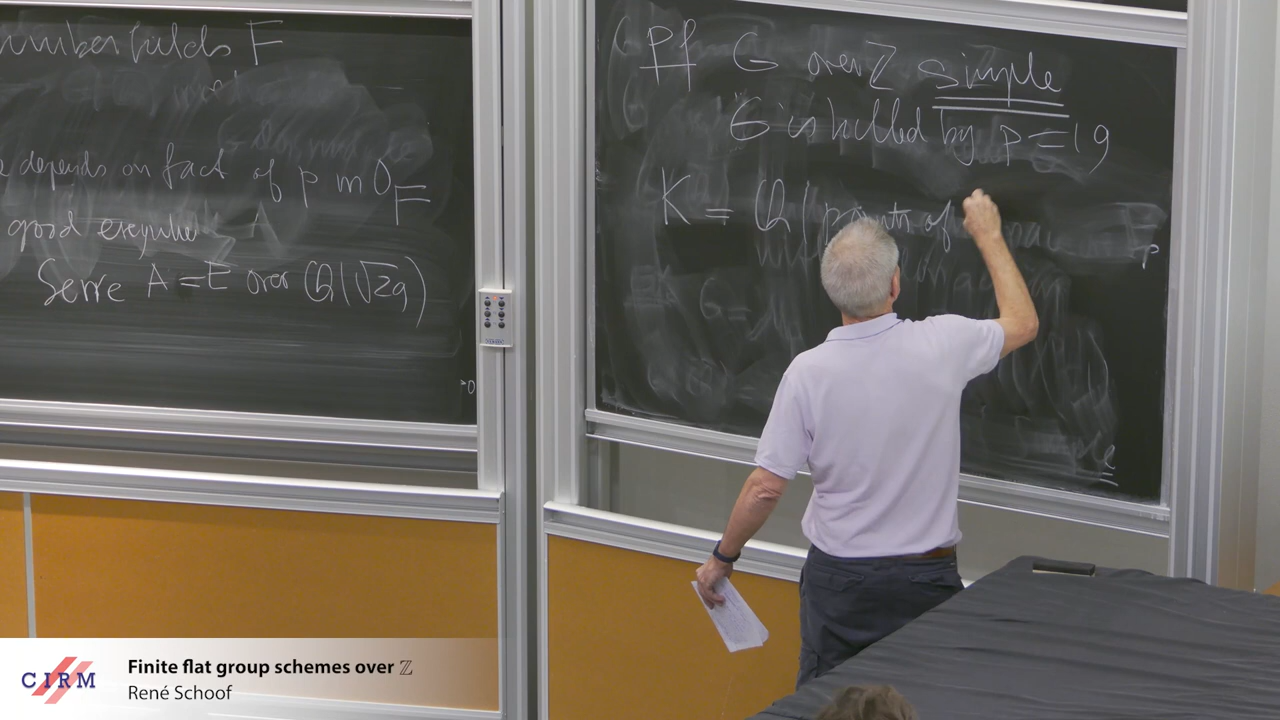 number fields F
depends on fact of p in O_F
good everywhere A
Serre A = E over Q(√29)
Pf G over Z simple
G is killed by p = 19
K = Q(points of
CIRM
Finite flat group schemes over ℤ
René Schoof